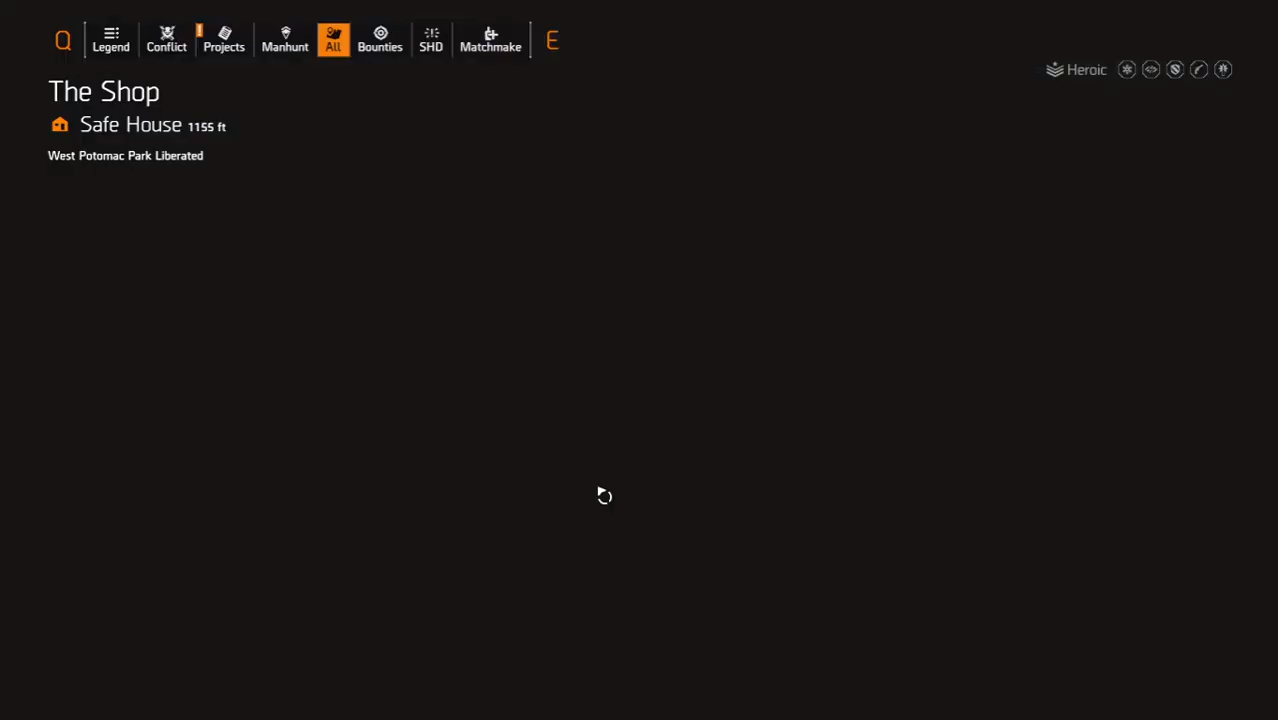 Q Legend Conflict Projects Manhunt All Bounties SHD Matchmake E
Heroic
The Shop
Safe House 1155 ft
West Potomac Park Liberated